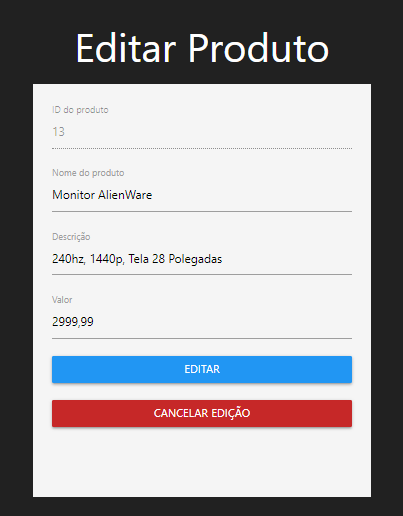 Editar Produto
ID do produto
13
Nome do produto
Monitor AlienWare
Descrição
240hz, 1440p, Tela 28 Polegadas
Valor
2999,99
EDITAR
CANCELAR EDIÇÃO